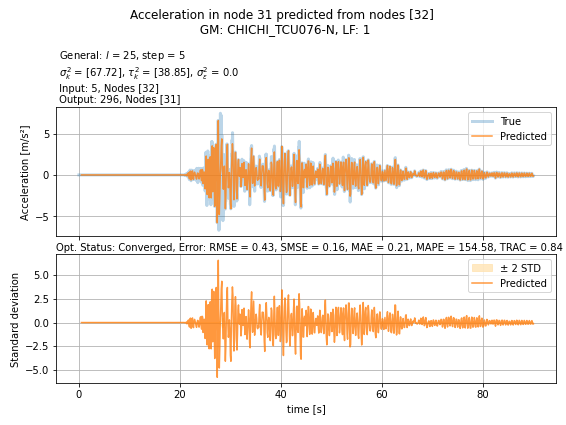 Acceleration in node 31 predicted from nodes [32]
GM: CHICHI_TCU076-N, LF: 1
General: l = 25, step = 5
σ²ₖ = [67.72], τ²ₖ = [38.85], σ²ε = 0.0
Input: 5, Nodes [32]
Output: 296, Nodes [31]
Acceleration [m/s²]
5
0
−5
True
Predicted
Opt. Status: Converged, Error: RMSE = 0.43, SMSE = 0.16, MAE = 0.21, MAPE = 154.58, TRAC = 0.84
Standard deviation
5.0
2.5
0.0
−2.5
−5.0
± 2 STD
Predicted
0 20 40 60 80
time [s]